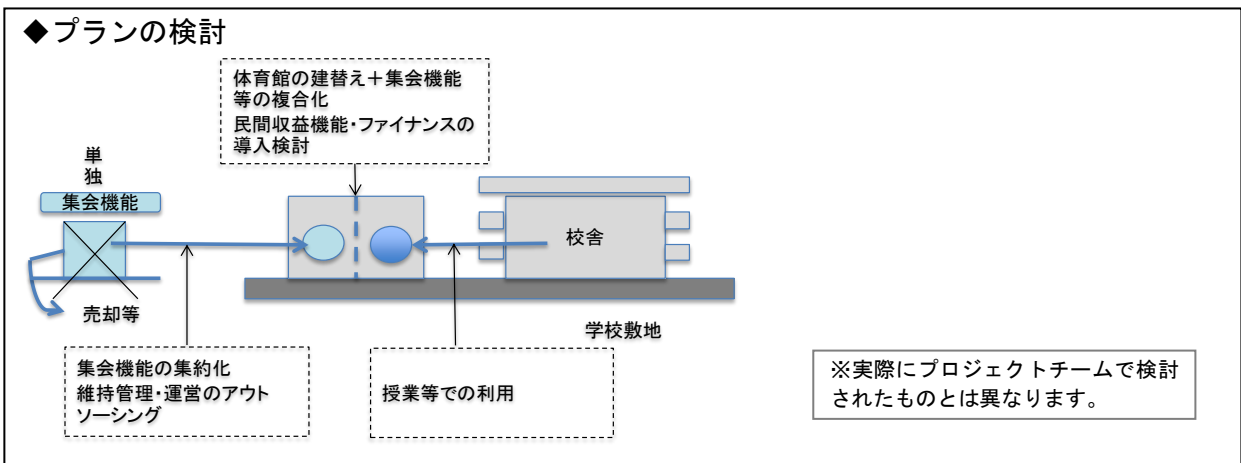 ◆プランの検討
体育館の建替え＋集会機能
等の複合化
民間収益機能・ファイナンスの
導入検討
単
独
集会機能
校舎
売却等
学校敷地
集会機能の集約化
維持管理・運営のアウト
ソーシング
授業等での利用
※実際にプロジェクトチームで検討
されたものとは異なります。